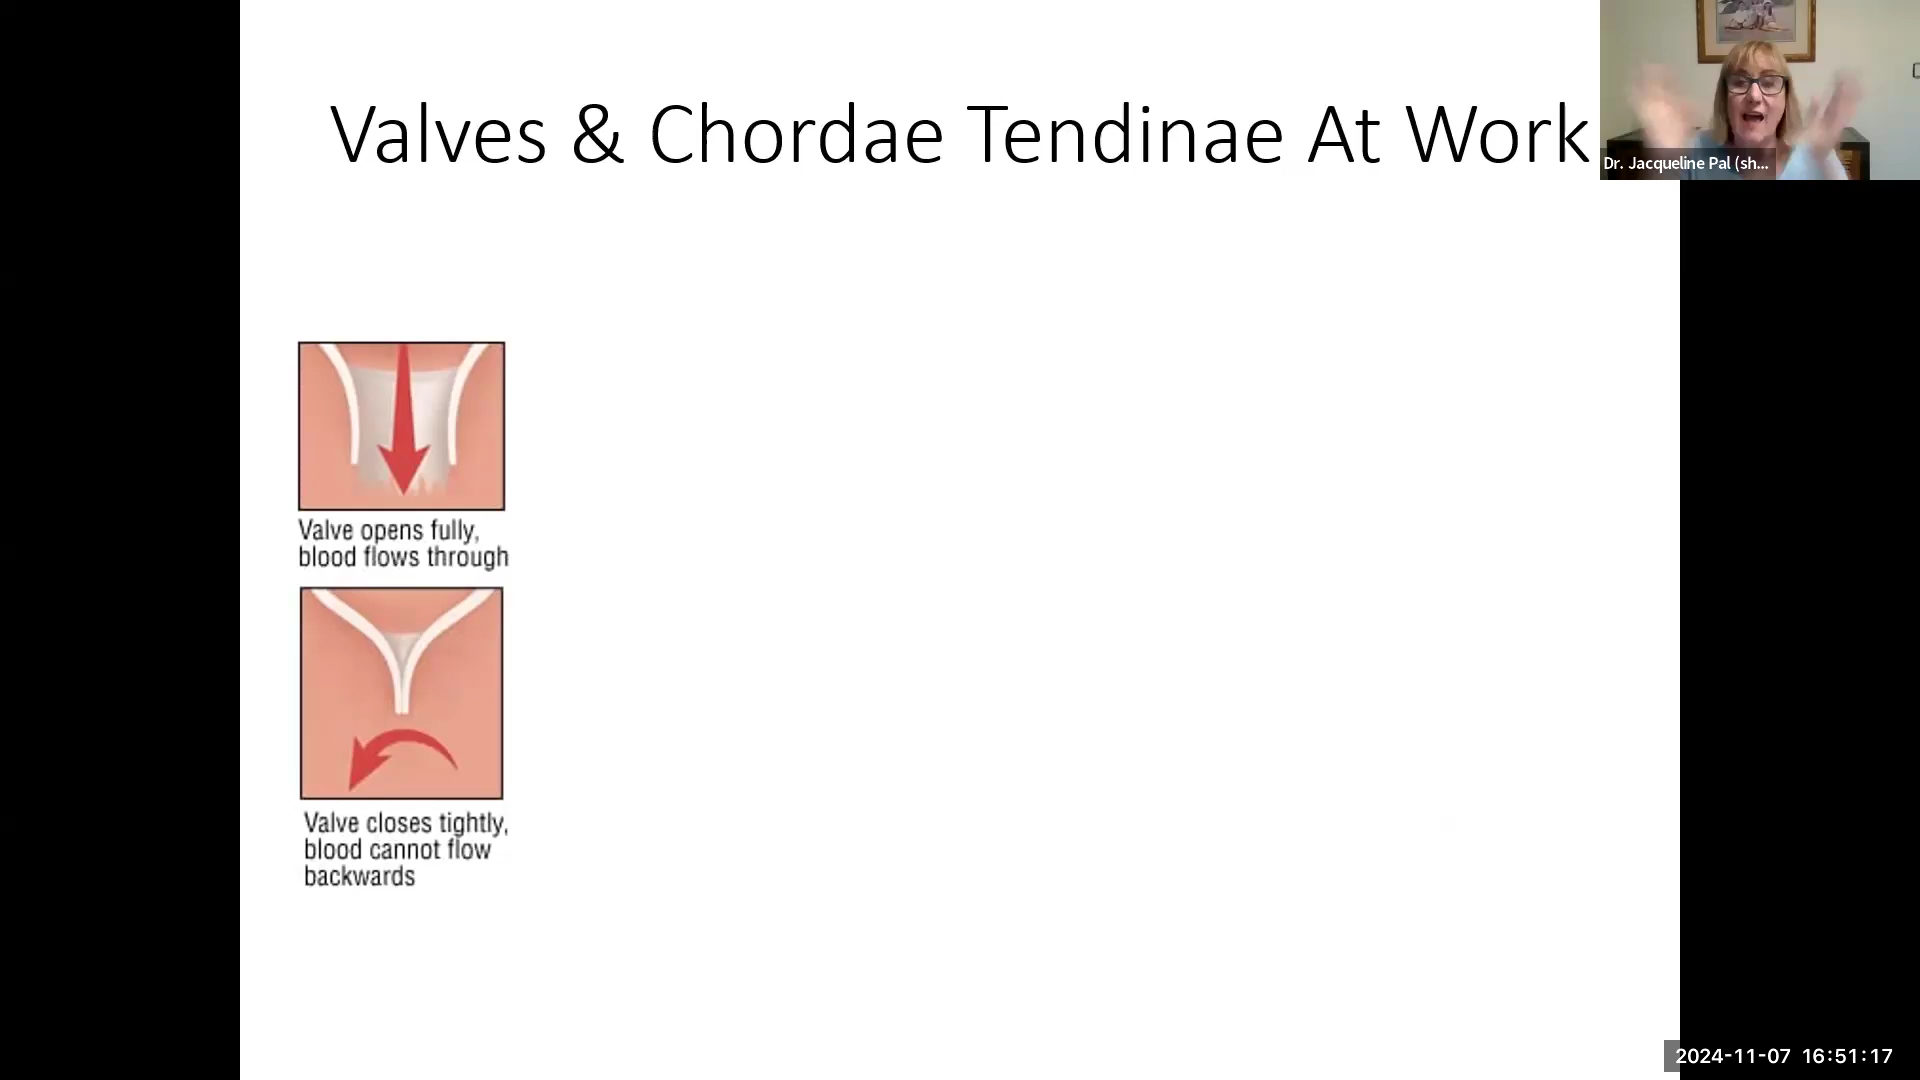 Valves & Chordae Tendinae At Work
Dr. Jacqueline Pal (sh...
Valve opens fully,
blood flows through
Valve closes tightly,
blood cannot flow
backwards
2024-11-07 16:51:17